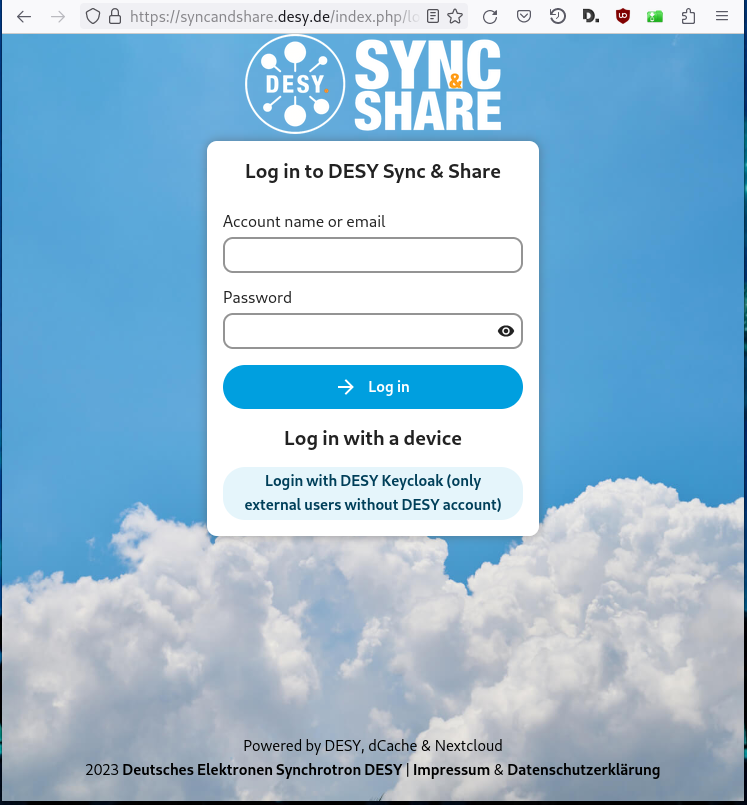 https://syncandshare.desy.de/index.php/lo
D.
DESY.
SYNC
&
SHARE
Log in to DESY Sync & Share
Account name or email
Password
Log in
Log in with a device
Login with DESY Keycloak (only
external users without DESY account)
Powered by DESY, dCache & Nextcloud
2023 Deutsches Elektronen Synchrotron DESY | Impressum & Datenschutzerklärung